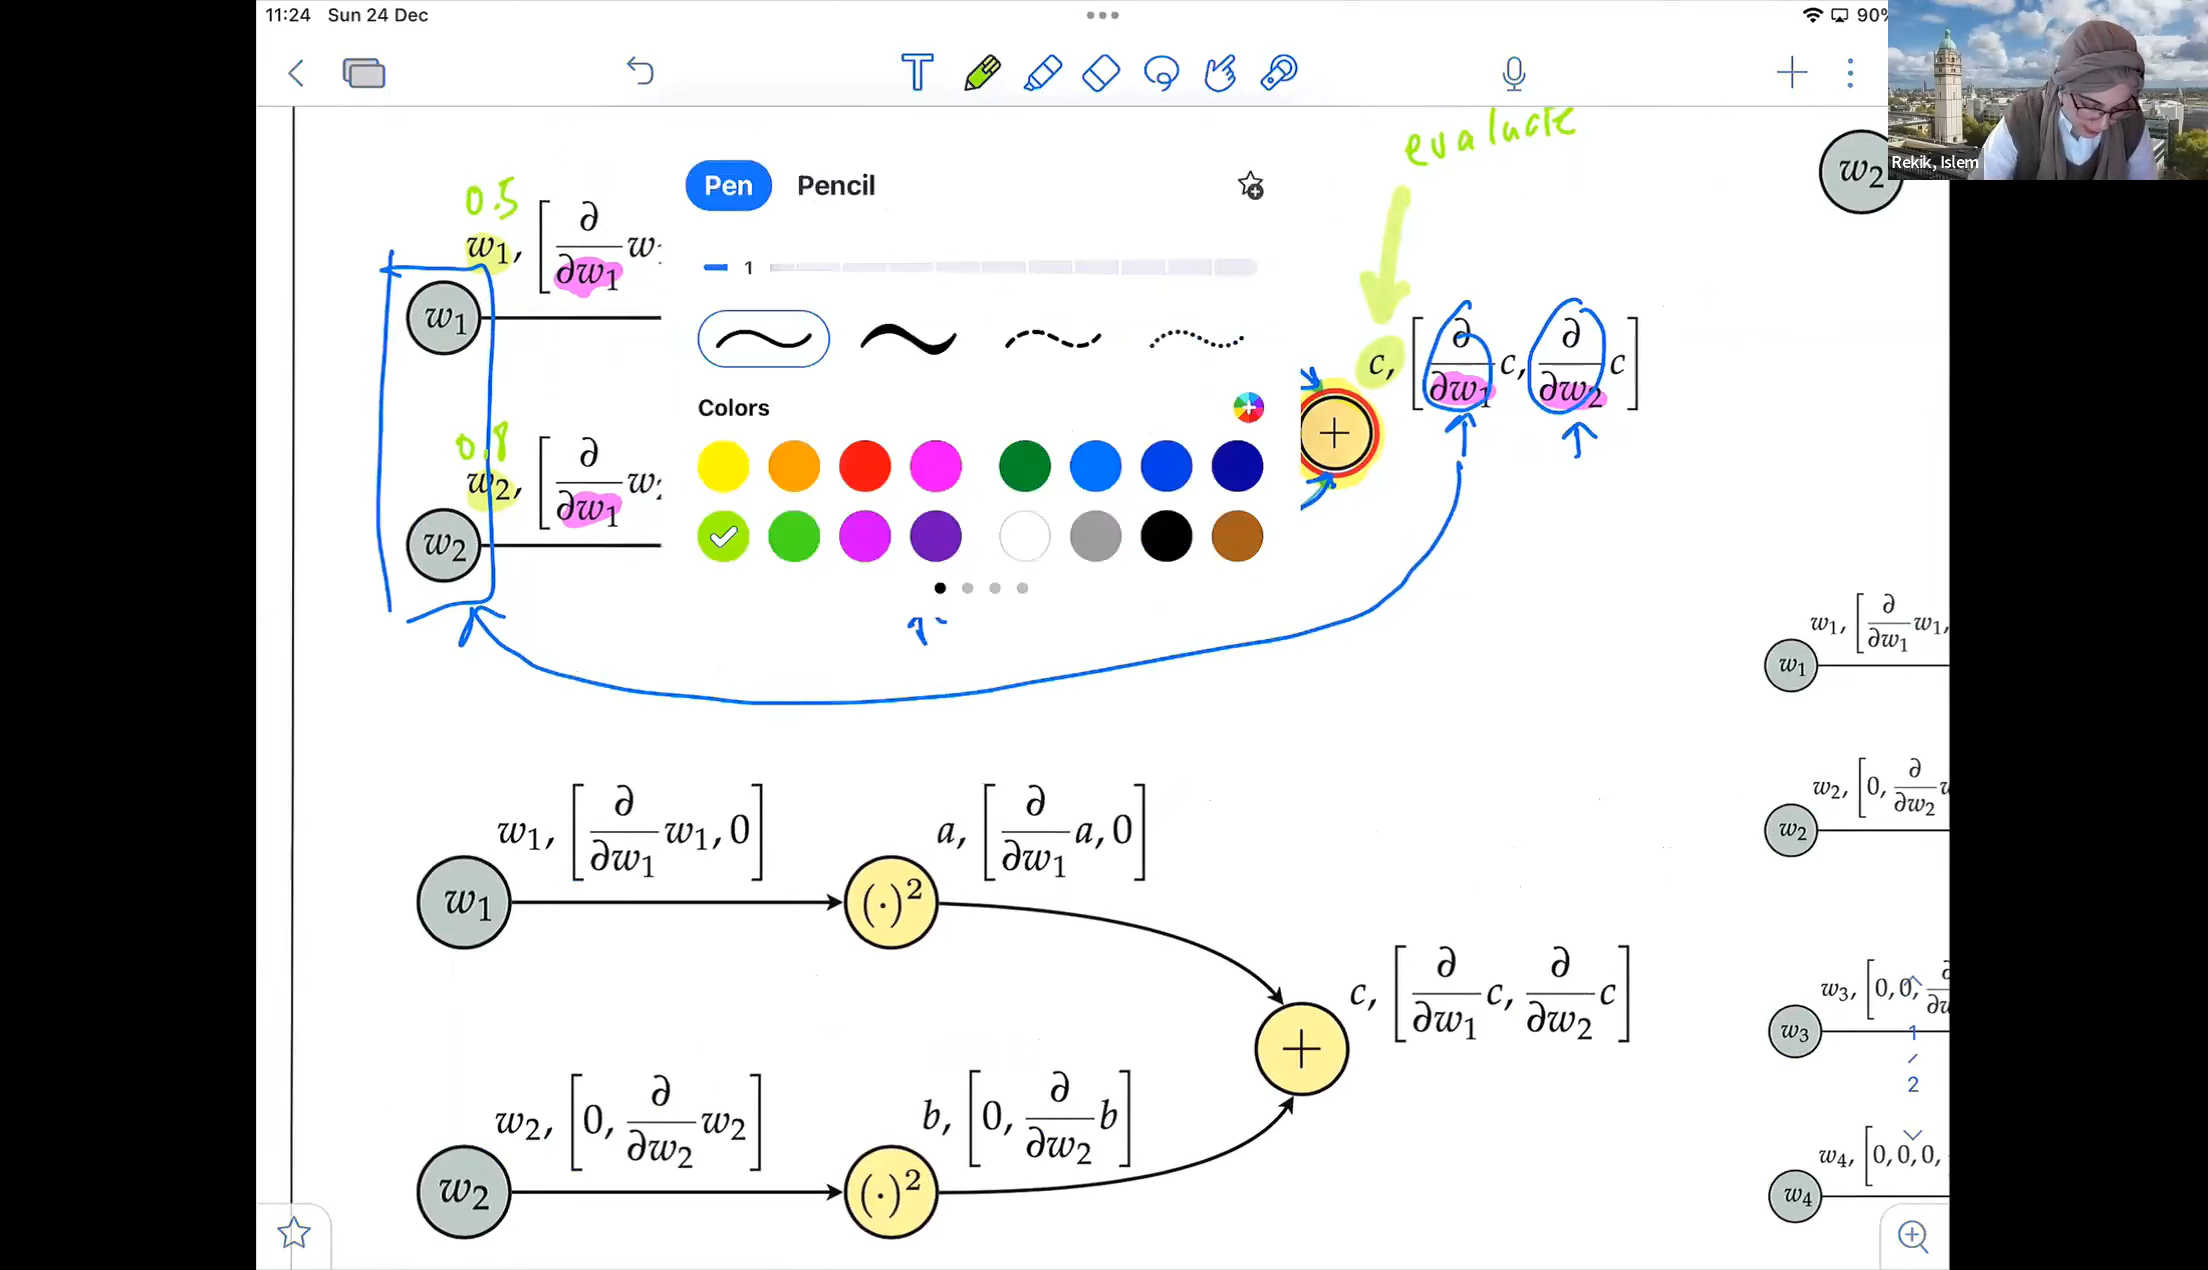 11:24 Sun 24 Dec
90%
Rekik, Islem
T
evaluate
Pen Pencil
1
Colors
0.5
w₁, [∂/∂w₁ w
w₁
0.8
w₂, [∂/∂w₁ w
w₂
+
c, [∂/∂w₁ c, ∂/∂w₂ c]
w₂
w₁, [∂/∂w₁ w₁, 0]
w₁
(·)²
a, [∂/∂w₁ a, 0]
+
c, [∂/∂w₁ c, ∂/∂w₂ c]
w₂, [0, ∂/∂w₂ w₂]
w₂
(·)²
b, [0, ∂/∂w₂ b]
w₁, [∂/∂w₁ w₁,
w₁
w₂, [0, ∂/∂w₂
w₂
w₃, [0, 0,
w₃
1
/
2
w₄, [0, 0, 0,
w₄